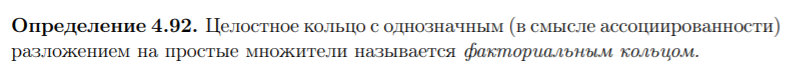 Определение 4.92. Целостное кольцо с однозначным (в смысле ассоциированности)
разложением на простые множители называется факториальным кольцом.